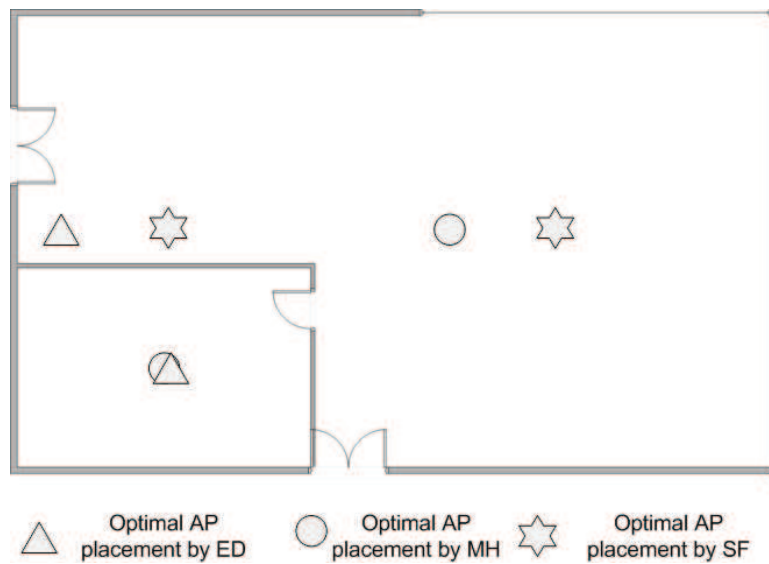 Optimal AP
placement by ED
Optimal AP
placement by MH
Optimal AP
placement by SF